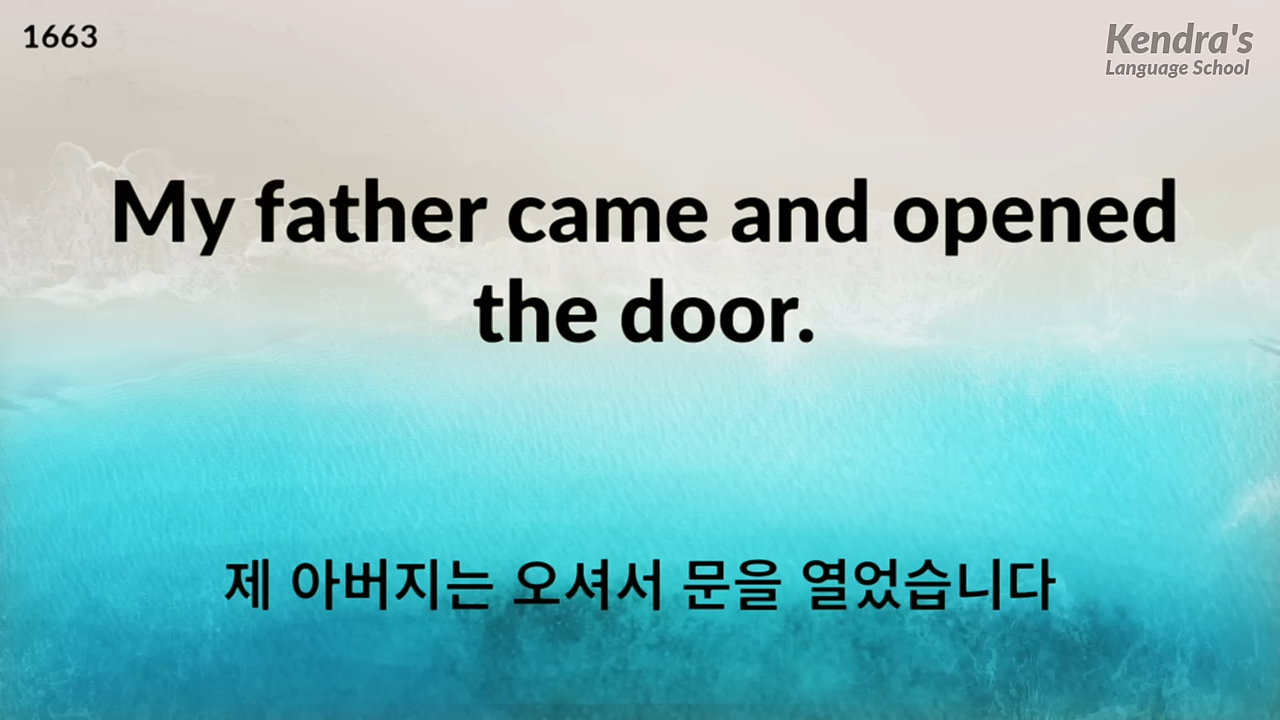 1663
Kendra's
Language School
My father came and opened
the door.
제 아버지는 오셔서 문을 열었습니다